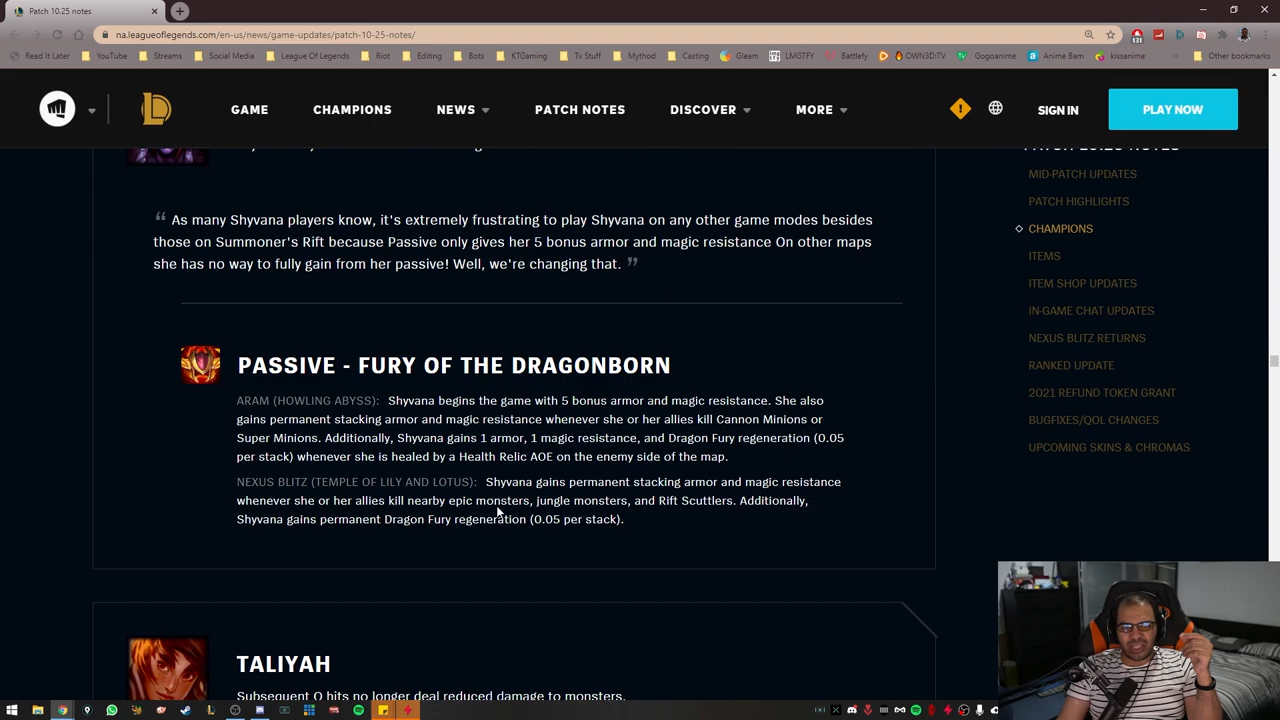 Patch 10.25 notes
na.leagueoflegends.com/en-us/news/game-updates/patch-10-25-notes/
131
Read It Later YouTube Streams Social Media League Of Legends Riot Editing Bots KTGaming Tv Stuff Mythod Casting Gleam LMGTFY Battlefy OWN3D:TV Gogoanime Anime Bam kissanime Other bookmarks
GAME CHAMPIONS NEWS PATCH NOTES DISCOVER MORE SIGN IN PLAY NOW
“ As many Shyvana players know, it's extremely frustrating to play Shyvana on any other game modes besides
those on Summoner's Rift because Passive only gives her 5 bonus armor and magic resistance On other maps
she has no way to fully gain from her passive! Well, we're changing that. ”
PASSIVE - FURY OF THE DRAGONBORN
ARAM (HOWLING ABYSS): Shyvana begins the game with 5 bonus armor and magic resistance. She also
gains permanent stacking armor and magic resistance whenever she or her allies kill Cannon Minions or
Super Minions. Additionally, Shyvana gains 1 armor, 1 magic resistance, and Dragon Fury regeneration (0.05
per stack) whenever she is healed by a Health Relic AOE on the enemy side of the map.
NEXUS BLITZ (TEMPLE OF LILY AND LOTUS): Shyvana gains permanent stacking armor and magic resistance
whenever she or her allies kill nearby epic monsters, jungle monsters, and Rift Scuttlers. Additionally,
Shyvana gains permanent Dragon Fury regeneration (0.05 per stack).
TALIYAH
Subsequent Q hits no longer deal reduced damage to monsters.
PATCH 10.25 NOTES
MID-PATCH UPDATES
PATCH HIGHLIGHTS
CHAMPIONS
ITEMS
ITEM SHOP UPDATES
IN-GAME CHAT UPDATES
NEXUS BLITZ RETURNS
RANKED UPDATE
2021 REFUND TOKEN GRANT
BUGFIXES/QOL CHANGES
UPCOMING SKINS & CHROMAS